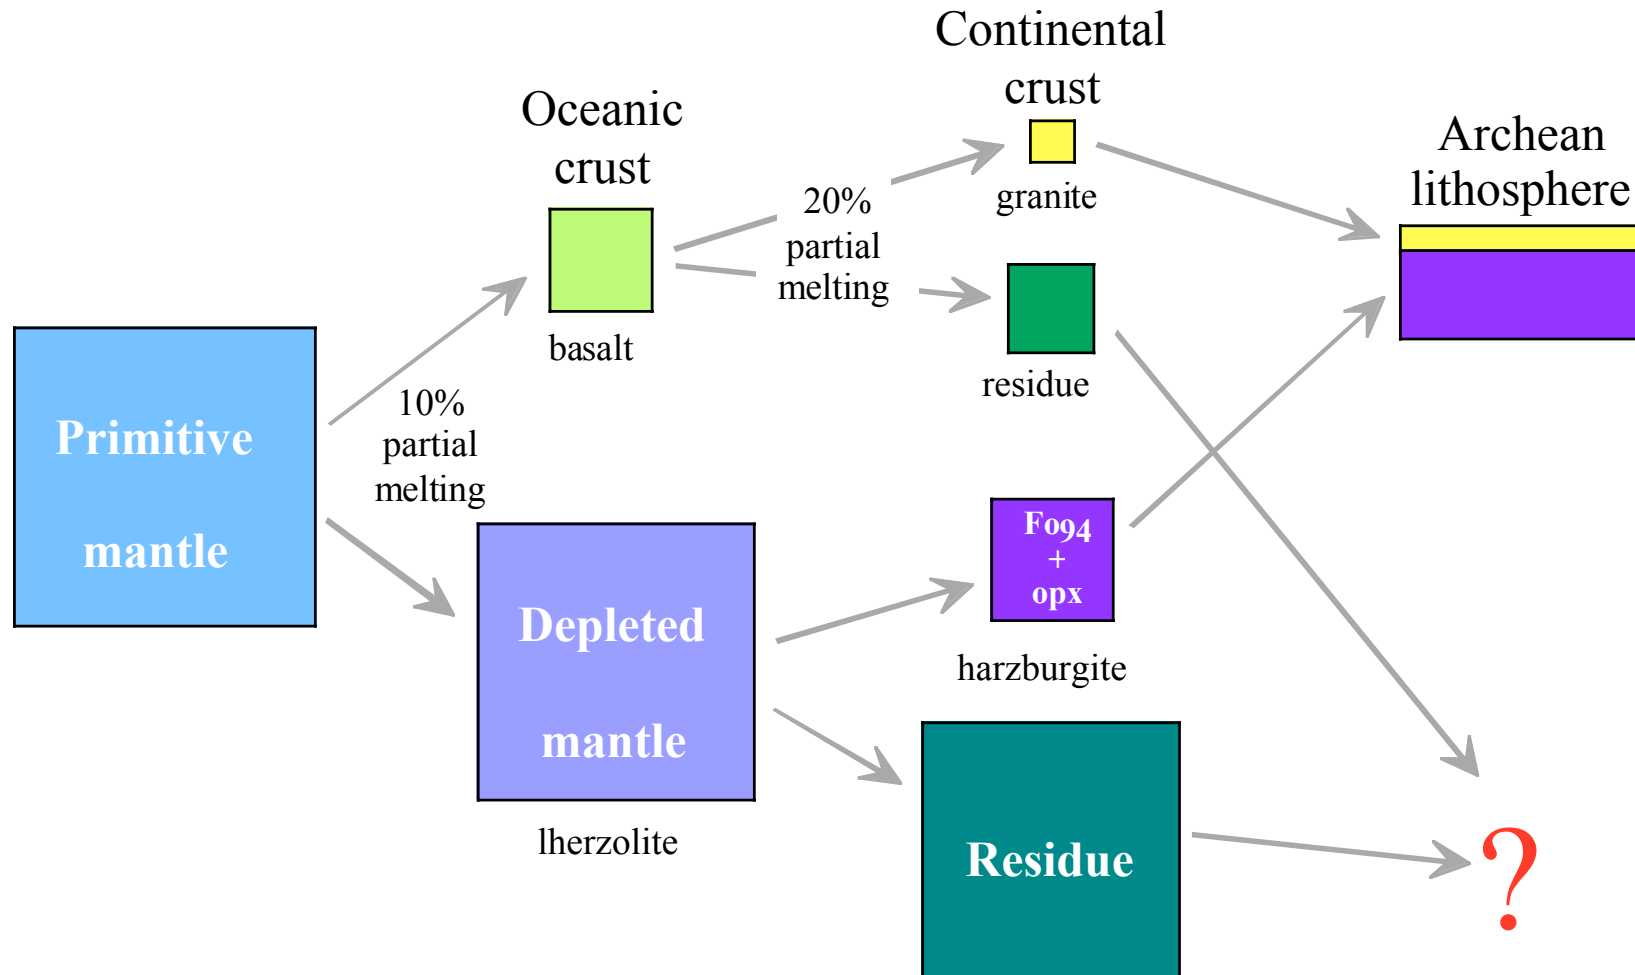 Continental
crust
Oceanic
crust
Archean
lithosphere
granite
20%
partial
melting
basalt
residue
10%
partial
melting
Primitive
mantle
Fo94
+
opx
harzburgite
Depleted
mantle
lherzolite
Residue
?